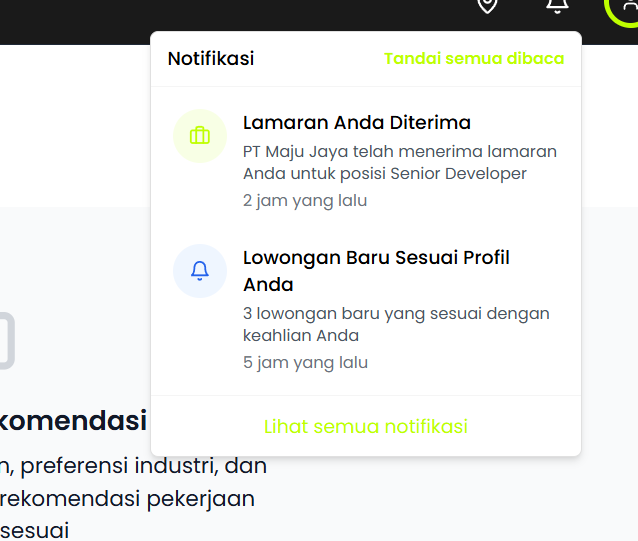 Notifikasi
Tandai semua dibaca
Lamaran Anda Diterima
PT Maju Jaya telah menerima lamaran
Anda untuk posisi Senior Developer
2 jam yang lalu
Lowongan Baru Sesuai Profil
Anda
3 lowongan baru yang sesuai dengan
keahlian Anda
5 jam yang lalu
Lihat semua notifikasi
komendasi
n, preferensi industri, dan
rekomendasi pekerjaan
sesuai